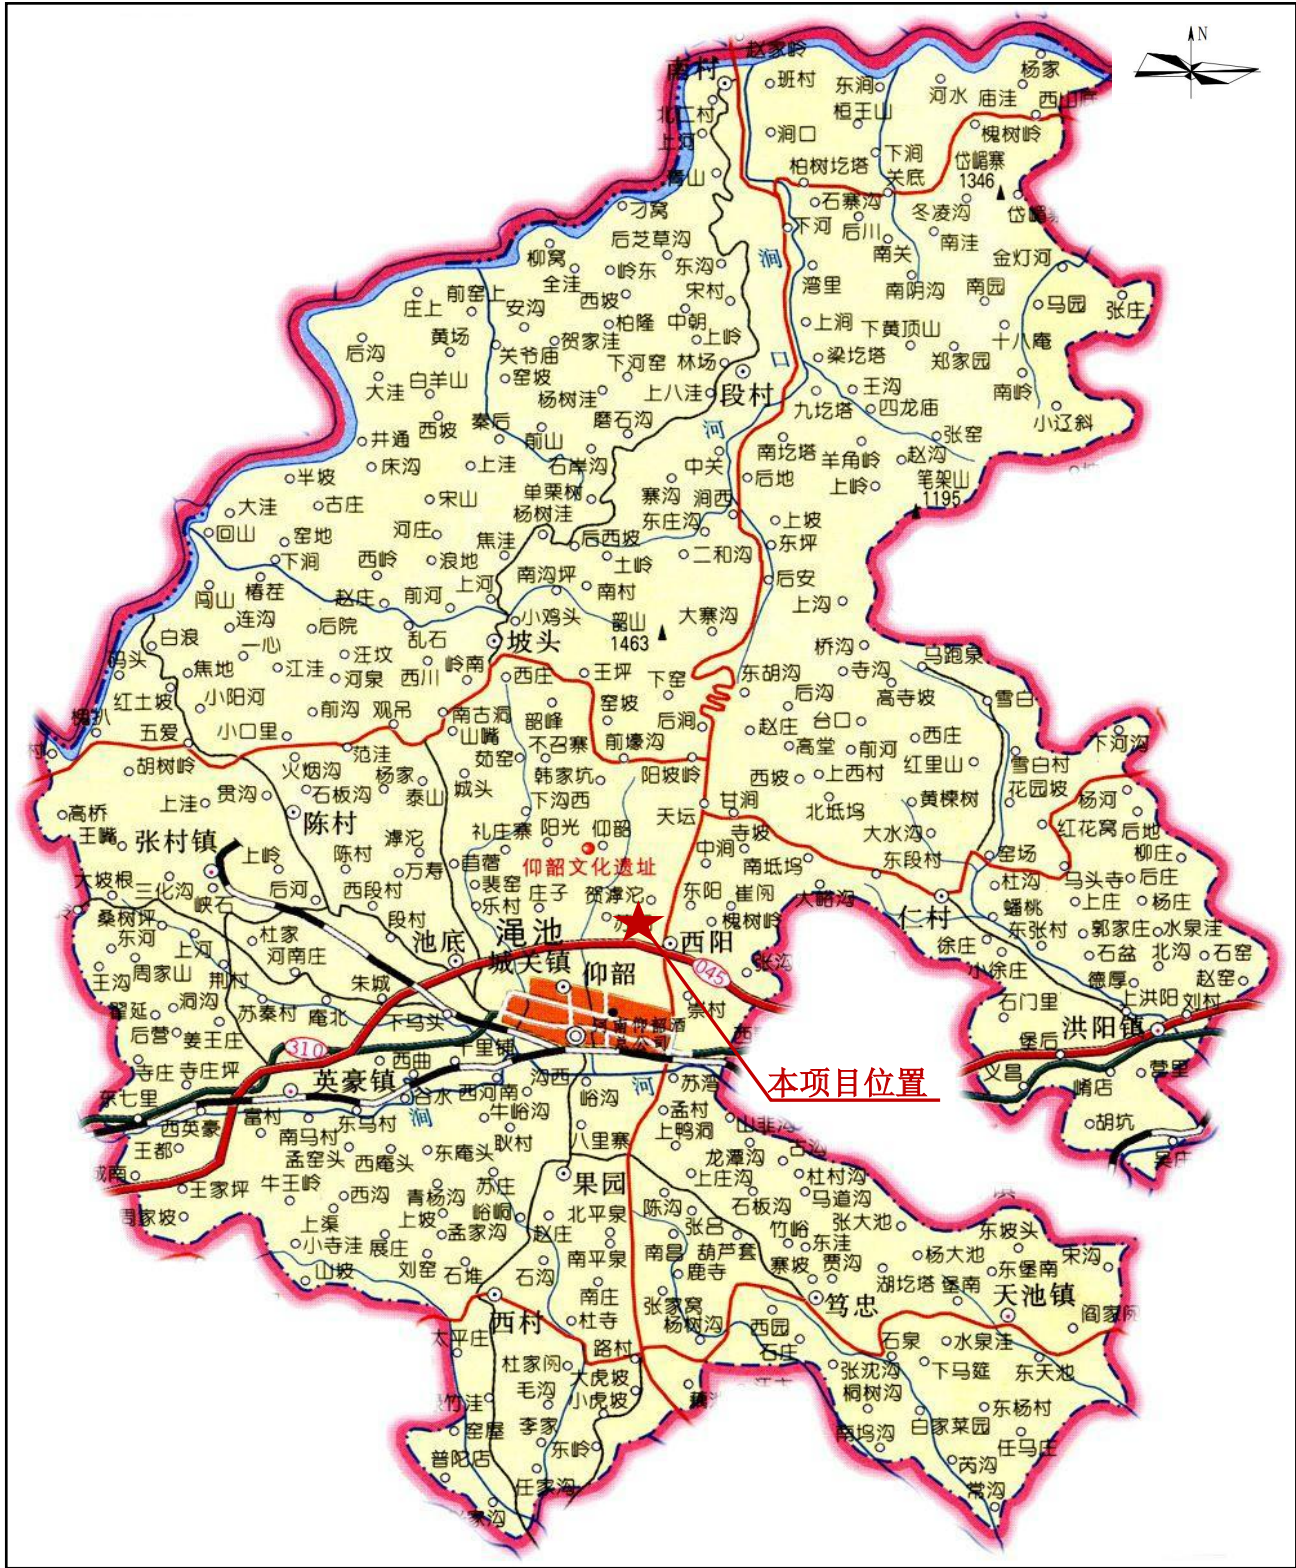 N
赵家岭
南村
班村
东涧
河水
庙洼
杨家
桓王山
涧口
槐树岭
上河
下涧
柏树圪塔
关底
岱嵋寨
1346
青山
刁窝
石寨沟
下河
后川
冬凌沟
南洼
后芝草沟
南关
金灯河
柳窝
全洼
岭东
东沟
涧
湾里
南阴沟
南园
马园
张庄
庄上
前窑上
安沟
西坡
宋村
柏隆
中朝
上岭
上涧
下黄顶山
十八庵
黄场
后沟
关爷庙
贺家洼
下河窑
林场
口
梁圪塔
郑家园
南岭
大洼
白羊山
窑坡
杨树洼
上八洼
段村
王沟
九圪塔
四龙庙
小辽斜
井通
西坡
秦后
前山
磨石沟
河
张窑
床沟
上洼
石岸沟
中关
南圪塔
羊角岭
赵沟
后地
上岭
笔架山
1195
半坡
大洼
古庄
宋山
单栗树
杨树洼
寨沟
涧西
东庄沟
上坡
回山
窑地
河庄
焦洼
后西坡
二和沟
东坪
下涧
西岭
浪地
土岭
南沟坪
南村
后安
闯山
椿茬
赵庄
前河
上河
小鸡头
韶山
1463
大寨沟
上沟
连沟
后院
乱石
坡头
桥沟
马跑泉
白浪
一心
汪坟
岭南
码头
焦地
江洼
河泉
西川
西庄
王坪
下窑
东胡沟
寺沟
后沟
高寺坡
雪白
红土坡
小阳河
前沟
观吊
南古洞
韶峰
窑坡
后涧
赵庄
台口
五爱
小口里
山嘴
不召寨
前壕沟
高堂
前河
西庄
下河沟
胡树岭
火烟沟
范洼
杨家
茹窑
韩家坑
阳坡岭
西坡
上西村
红里山
雪白村
上洼
贯沟
石板沟
泰山
城头
下沟西
甘涧
北坻坞
黄楝树
花园坡
杨河
高桥
王嘴
张村镇
陈村
滹沱
礼庄寨
阳光
仰韶
天坛
寺坡
大水沟
红花窝
后地
上岭
陈村
万寿
苜蓿
仰韶文化遗址
中涧
南坻坞
东段村
窑场
柳庄
大坡根
三化沟
峡石
后河
西段村
裴窑
庄子
贺滹沱
东阳
崔闶
大峪沟
杜沟
马头寺
后庄
桑树坪
段村
乐村
槐树岭
仁村
蟠桃
上庄
杨庄
东河
上河
杜家
河南庄
池底
渑池
西阳
徐庄
东张村
郭家庄
水泉洼
周家山
荆村
城关镇
仰韶
045
张沟
小徐庄
石盆
北沟
石窑
王沟
洞沟
朱城
德厚
赵窑
翟延
苏秦村
庵北
下马头
崇村
石门里
上洪阳
刘村
后营
姜王庄
310
十里铺
河南仰韶酒
总公司
堡后
洪阳镇
寺庄
寺庄坪
西曲
英豪镇
沟西
河
苏湾
本项目位置
义昌
崤店
营里
东七里
谷水
西河南
峪沟
孟村
胡坑
西英豪
富村
东马村
涧
牛峪沟
上鸭洞
王都
南马村
耿村
八里寨
龙潭沟
吴庄
孟窑头
西庵头
东庵头
果园
上庄沟
杜村沟
王家坪
牛王岭
西沟
青杨沟
苏庄
陈沟
石板沟
马道沟
周家坡
上渠
上坡
峪峒
北平泉
张吕
竹峪
张大池
东坡头
小寺洼
展庄
孟家沟
赵庄
南昌
葫芦套
东洼
杨大池
宋沟
山坡
刘窑
石堆
石沟
南平泉
鹿寺
寨坡
贾沟
东堡南
南庄
张家窝
湖圪塔
堡南
天池镇
西村
杜寺
杨树沟
笃忠
太平庄
西园
石庄
石泉
水泉洼
路村
杜家闶
大虎坡
张沈沟
下马筵
东天池
毛沟
小虎坡
桐树沟
窑屋
李家
白家菜园
东杨村
东岭
南坞沟
任马庄
普陀店
芮沟
任家沟
常沟